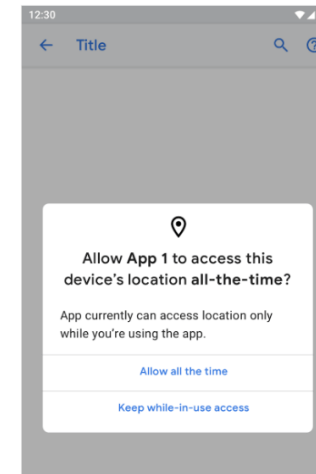 12:30
Title
Allow App 1 to access this
device's location all-the-time?
App currently can access location only
while you're using the app.
Allow all the time
Keep while-in-use access